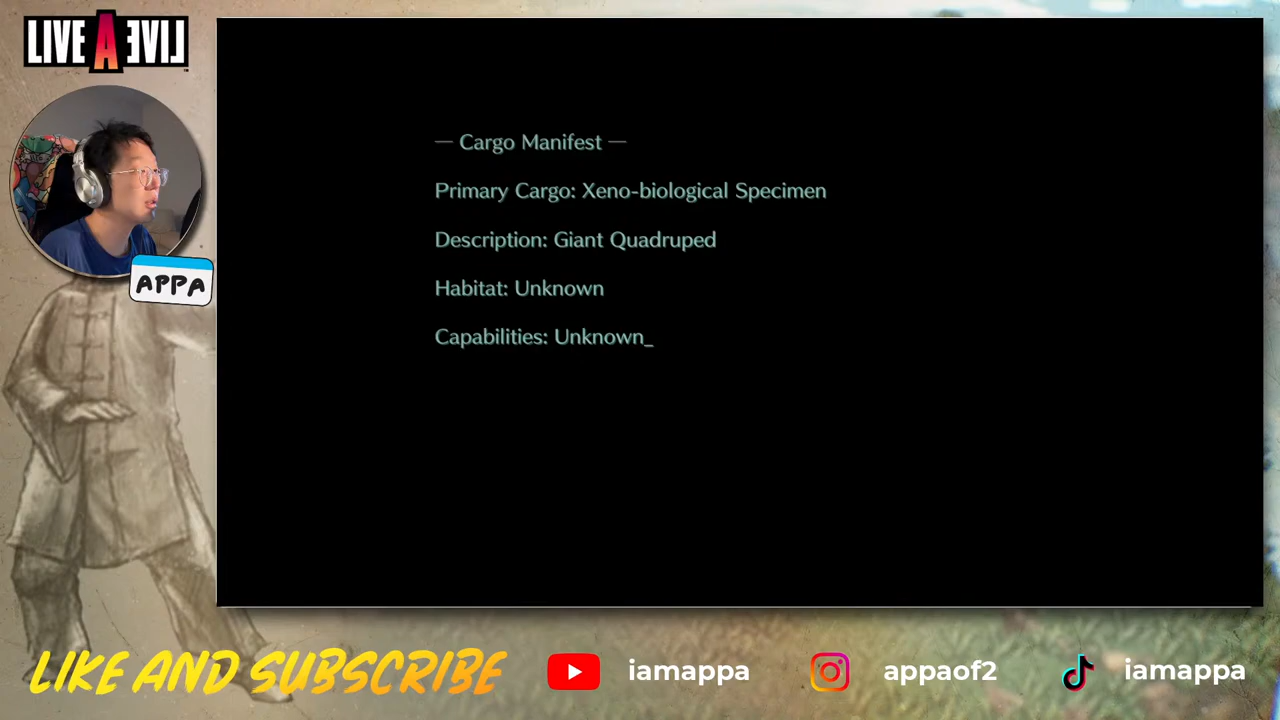 LIVE A LIVE
APPA
— Cargo Manifest —
Primary Cargo: Xeno-biological Specimen
Description: Giant Quadruped
Habitat: Unknown
Capabilities: Unknown_
LIKE AND SUBSCRIBE
iamappa
appaof2
iamappa